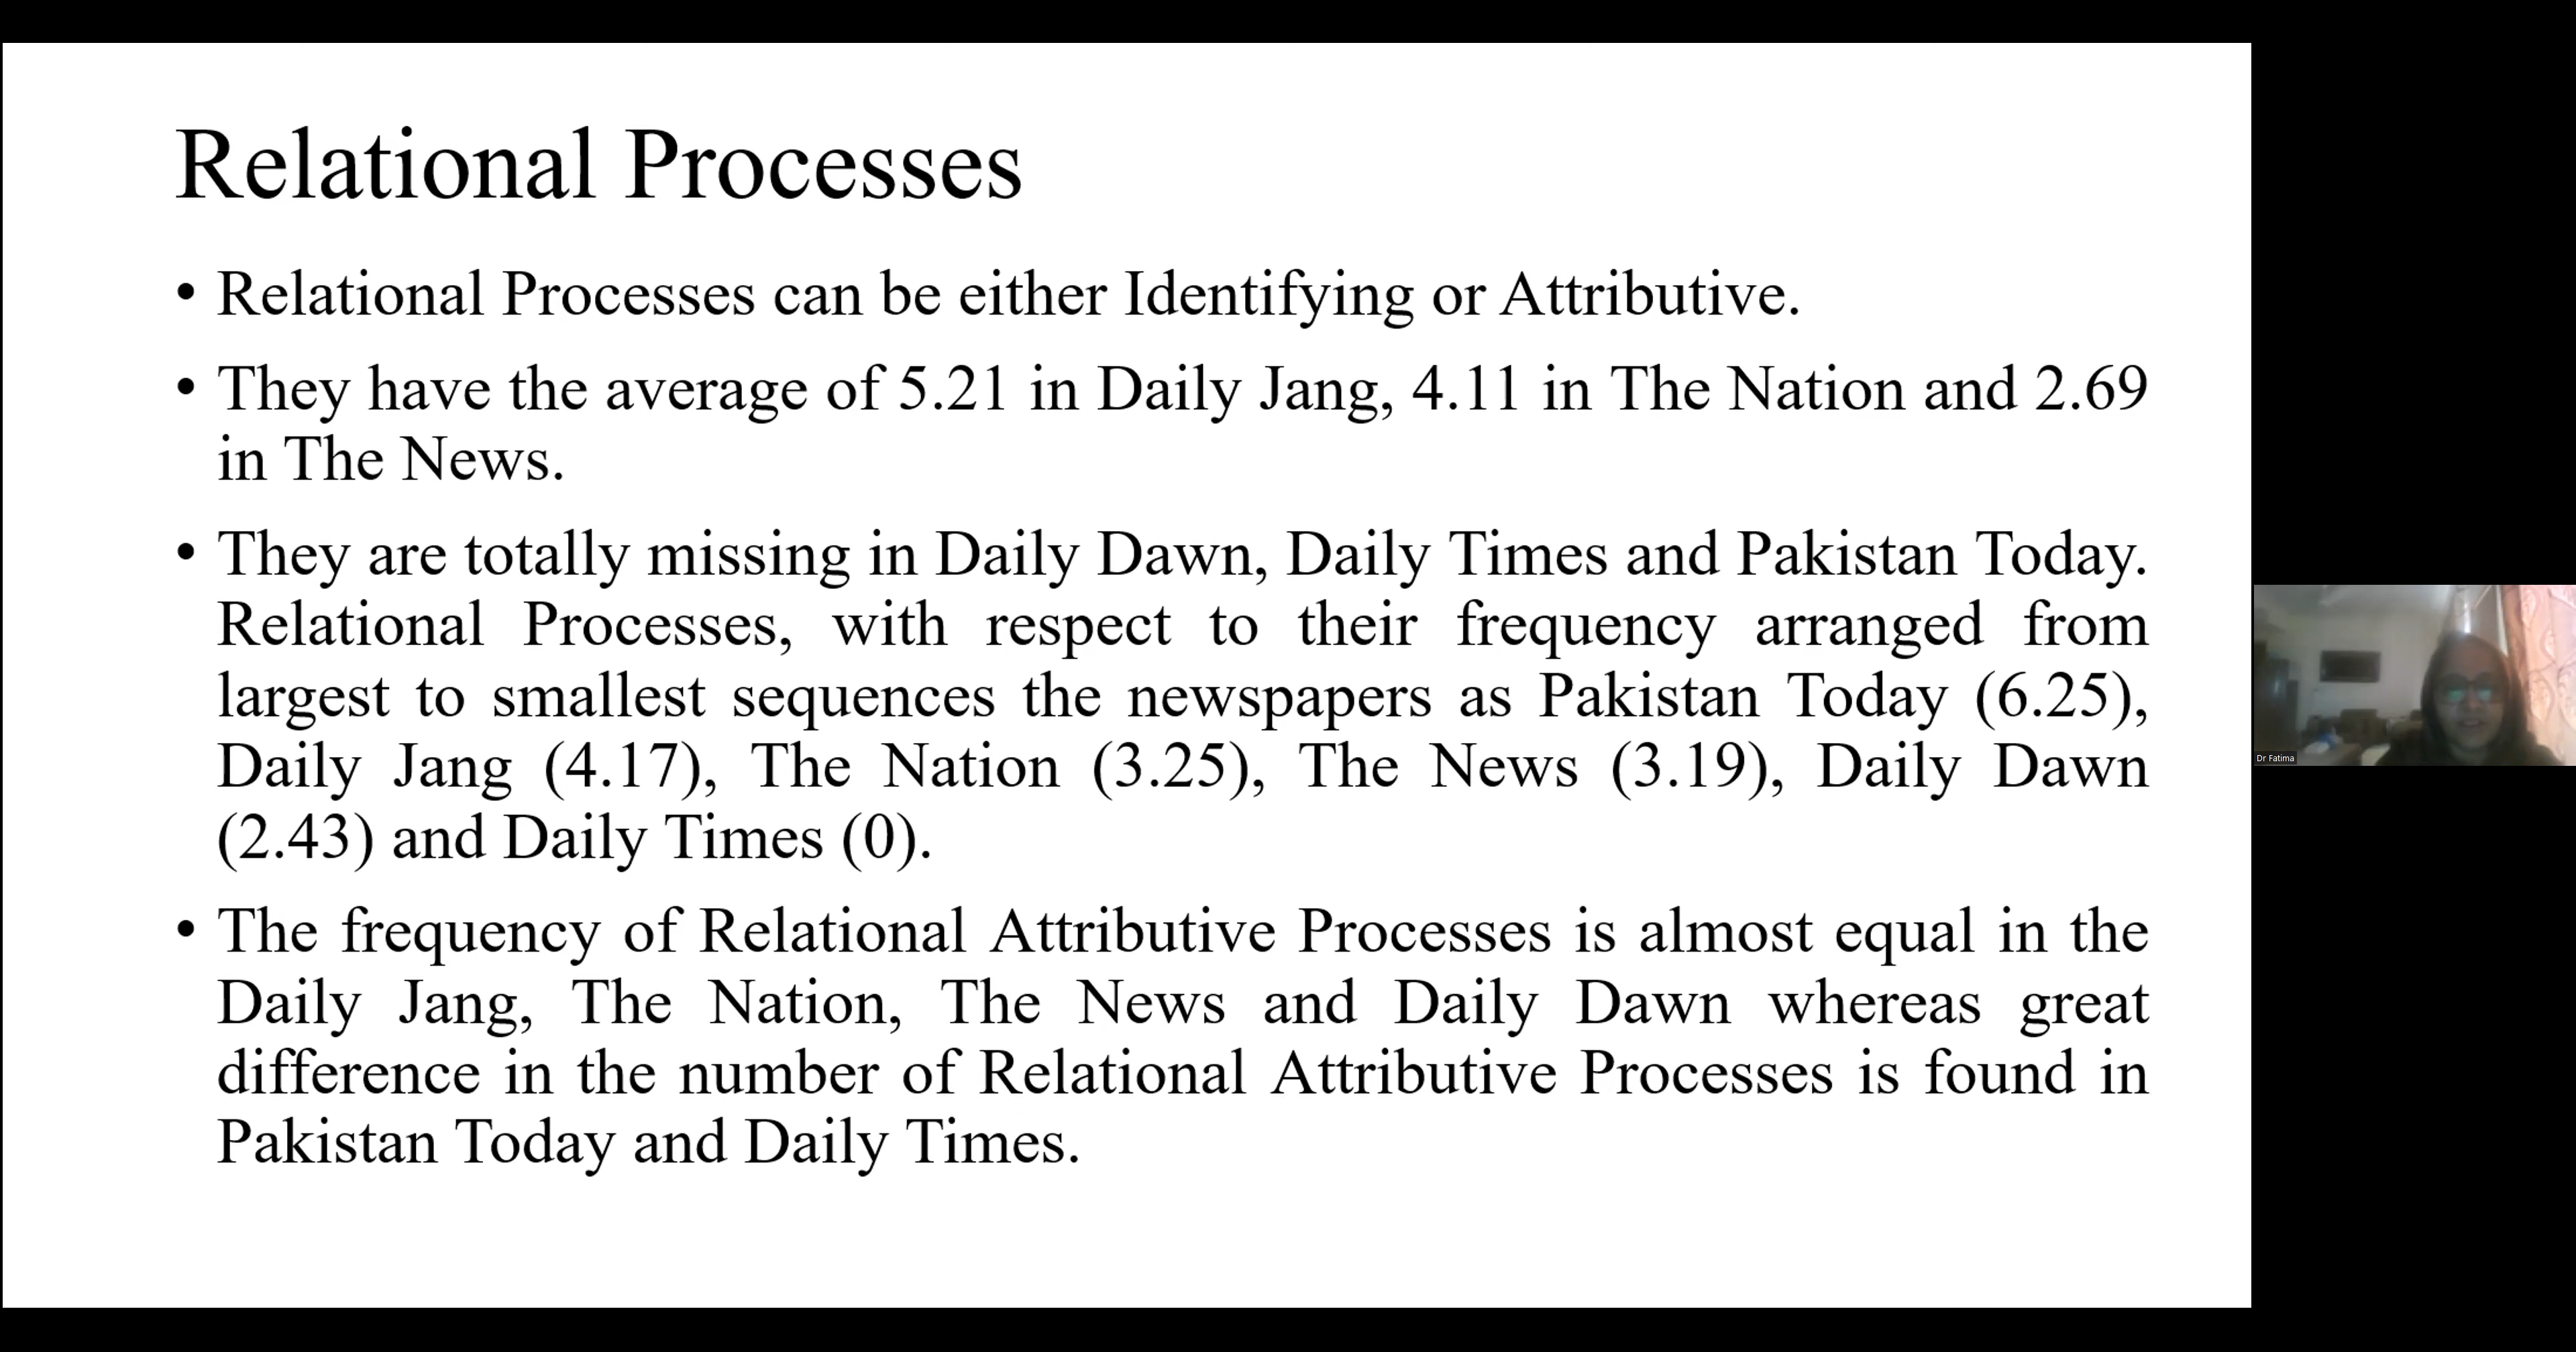 Relational Processes
• Relational Processes can be either Identifying or Attributive.
• They have the average of 5.21 in Daily Jang, 4.11 in The Nation and 2.69
in The News.
• They are totally missing in Daily Dawn, Daily Times and Pakistan Today.
Relational Processes, with respect to their frequency arranged from
largest to smallest sequences the newspapers as Pakistan Today (6.25),
Daily Jang (4.17), The Nation (3.25), The News (3.19), Daily Dawn
(2.43) and Daily Times (0).
• The frequency of Relational Attributive Processes is almost equal in the
Daily Jang, The Nation, The News and Daily Dawn whereas great
difference in the number of Relational Attributive Processes is found in
Pakistan Today and Daily Times.
Dr Fatima